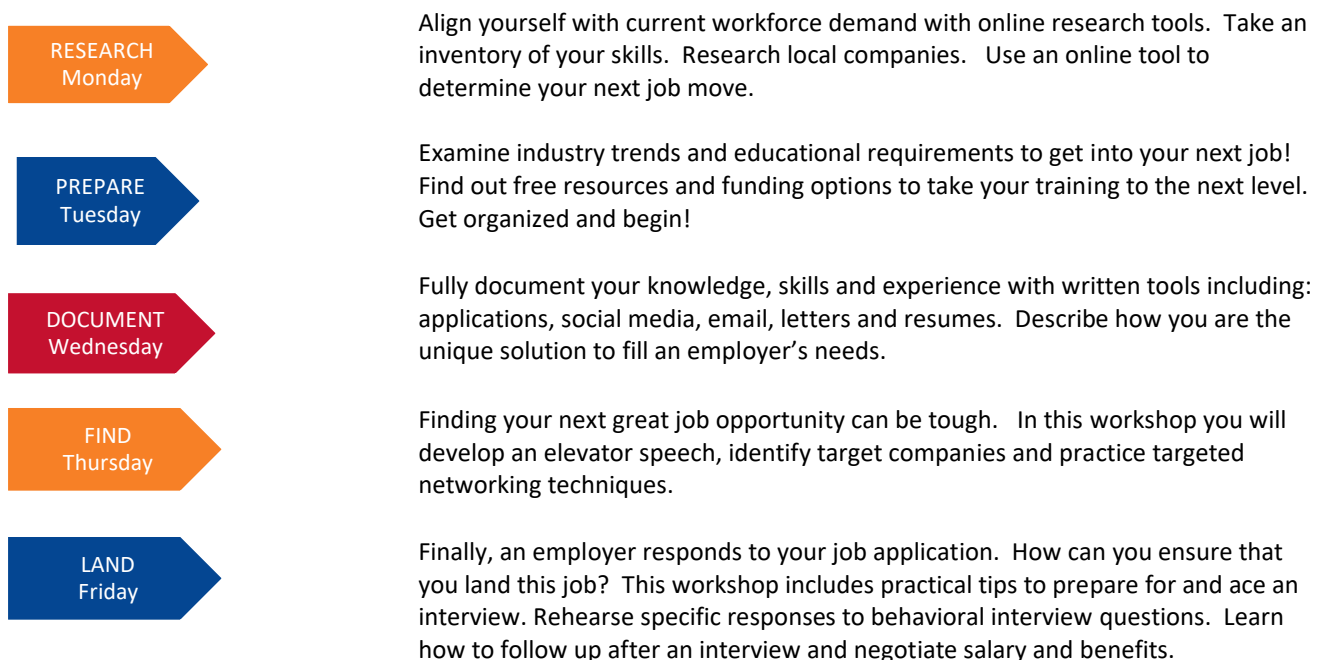 RESEARCH
Monday
Align yourself with current workforce demand with online research tools.  Take an
inventory of your skills.  Research local companies.   Use an online tool to
determine your next job move.
PREPARE
Tuesday
Examine industry trends and educational requirements to get into your next job!
Find out free resources and funding options to take your training to the next level.
Get organized and begin!
DOCUMENT
Wednesday
Fully document your knowledge, skills and experience with written tools including:
applications, social media, email, letters and resumes.  Describe how you are the
unique solution to fill an employer’s needs.
FIND
Thursday
Finding your next great job opportunity can be tough.   In this workshop you will
develop an elevator speech, identify target companies and practice targeted
networking techniques.
LAND
Friday
Finally, an employer responds to your job application.  How can you ensure that
you land this job?  This workshop includes practical tips to prepare for and ace an
interview. Rehearse specific responses to behavioral interview questions.  Learn
how to follow up after an interview and negotiate salary and benefits.